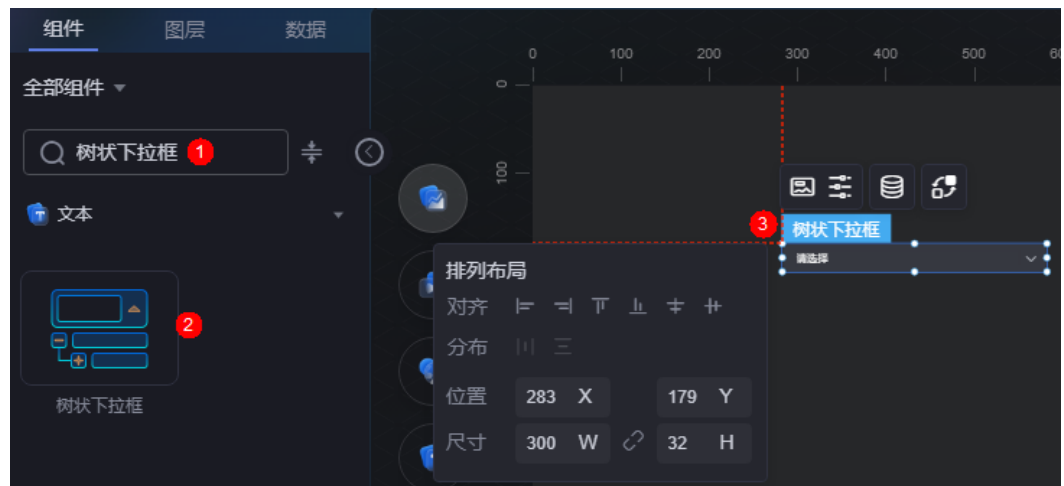 组件 图层 数据
全部组件
树状下拉框 1
文本
2
树状下拉框
0 100 200 300 400 500 60
0
100
3 树状下拉框
请选择
排列布局
对齐
分布
位置 283 X 179 Y
尺寸 300 W 32 H